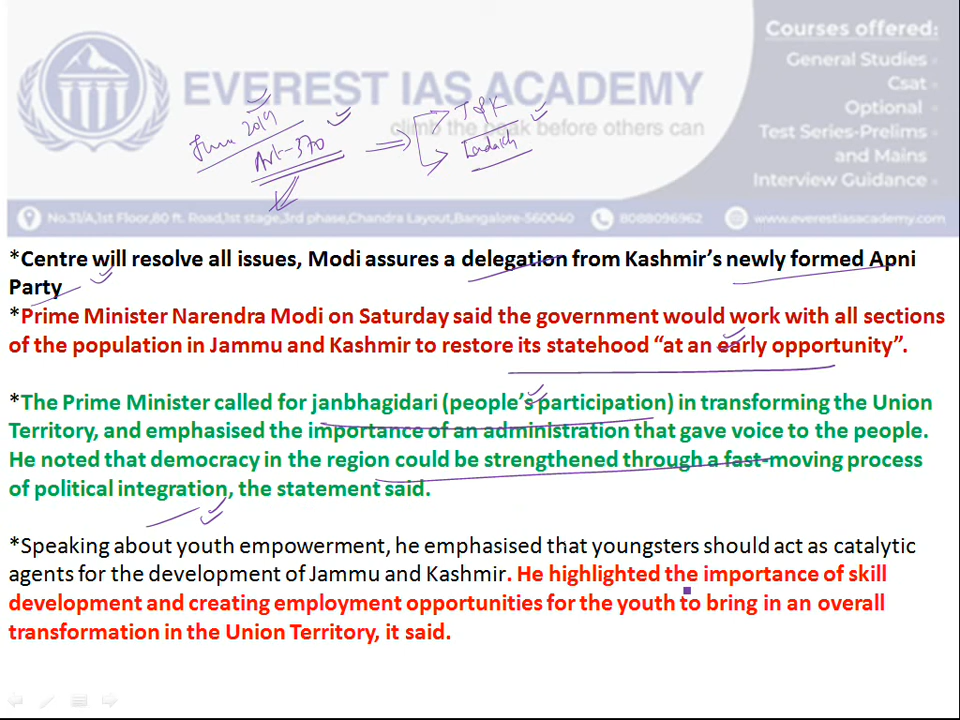 Courses offered:
General Studies
Csat
Optional
Test Series-Prelims
and Mains
Interview Guidance
EVEREST IAS ACADEMY
climb the peak before others can
June 2019
Art-370
J&K
Ladakh
No.31/A,1st Floor,80 ft. Road,1st stage,3rd phase,Chandra Layout,Bangalore-560040 8088096962 www.everestiasacademy.com
*Centre will resolve all issues, Modi assures a delegation from Kashmir's newly formed Apni
Party
*Prime Minister Narendra Modi on Saturday said the government would work with all sections
of the population in Jammu and Kashmir to restore its statehood “at an early opportunity”.
*The Prime Minister called for janbhagidari (people's participation) in transforming the Union
Territory, and emphasised the importance of an administration that gave voice to the people.
He noted that democracy in the region could be strengthened through a fast-moving process
of political integration, the statement said.
*Speaking about youth empowerment, he emphasised that youngsters should act as catalytic
agents for the development of Jammu and Kashmir. He highlighted the importance of skill
development and creating employment opportunities for the youth to bring in an overall
transformation in the Union Territory, it said.